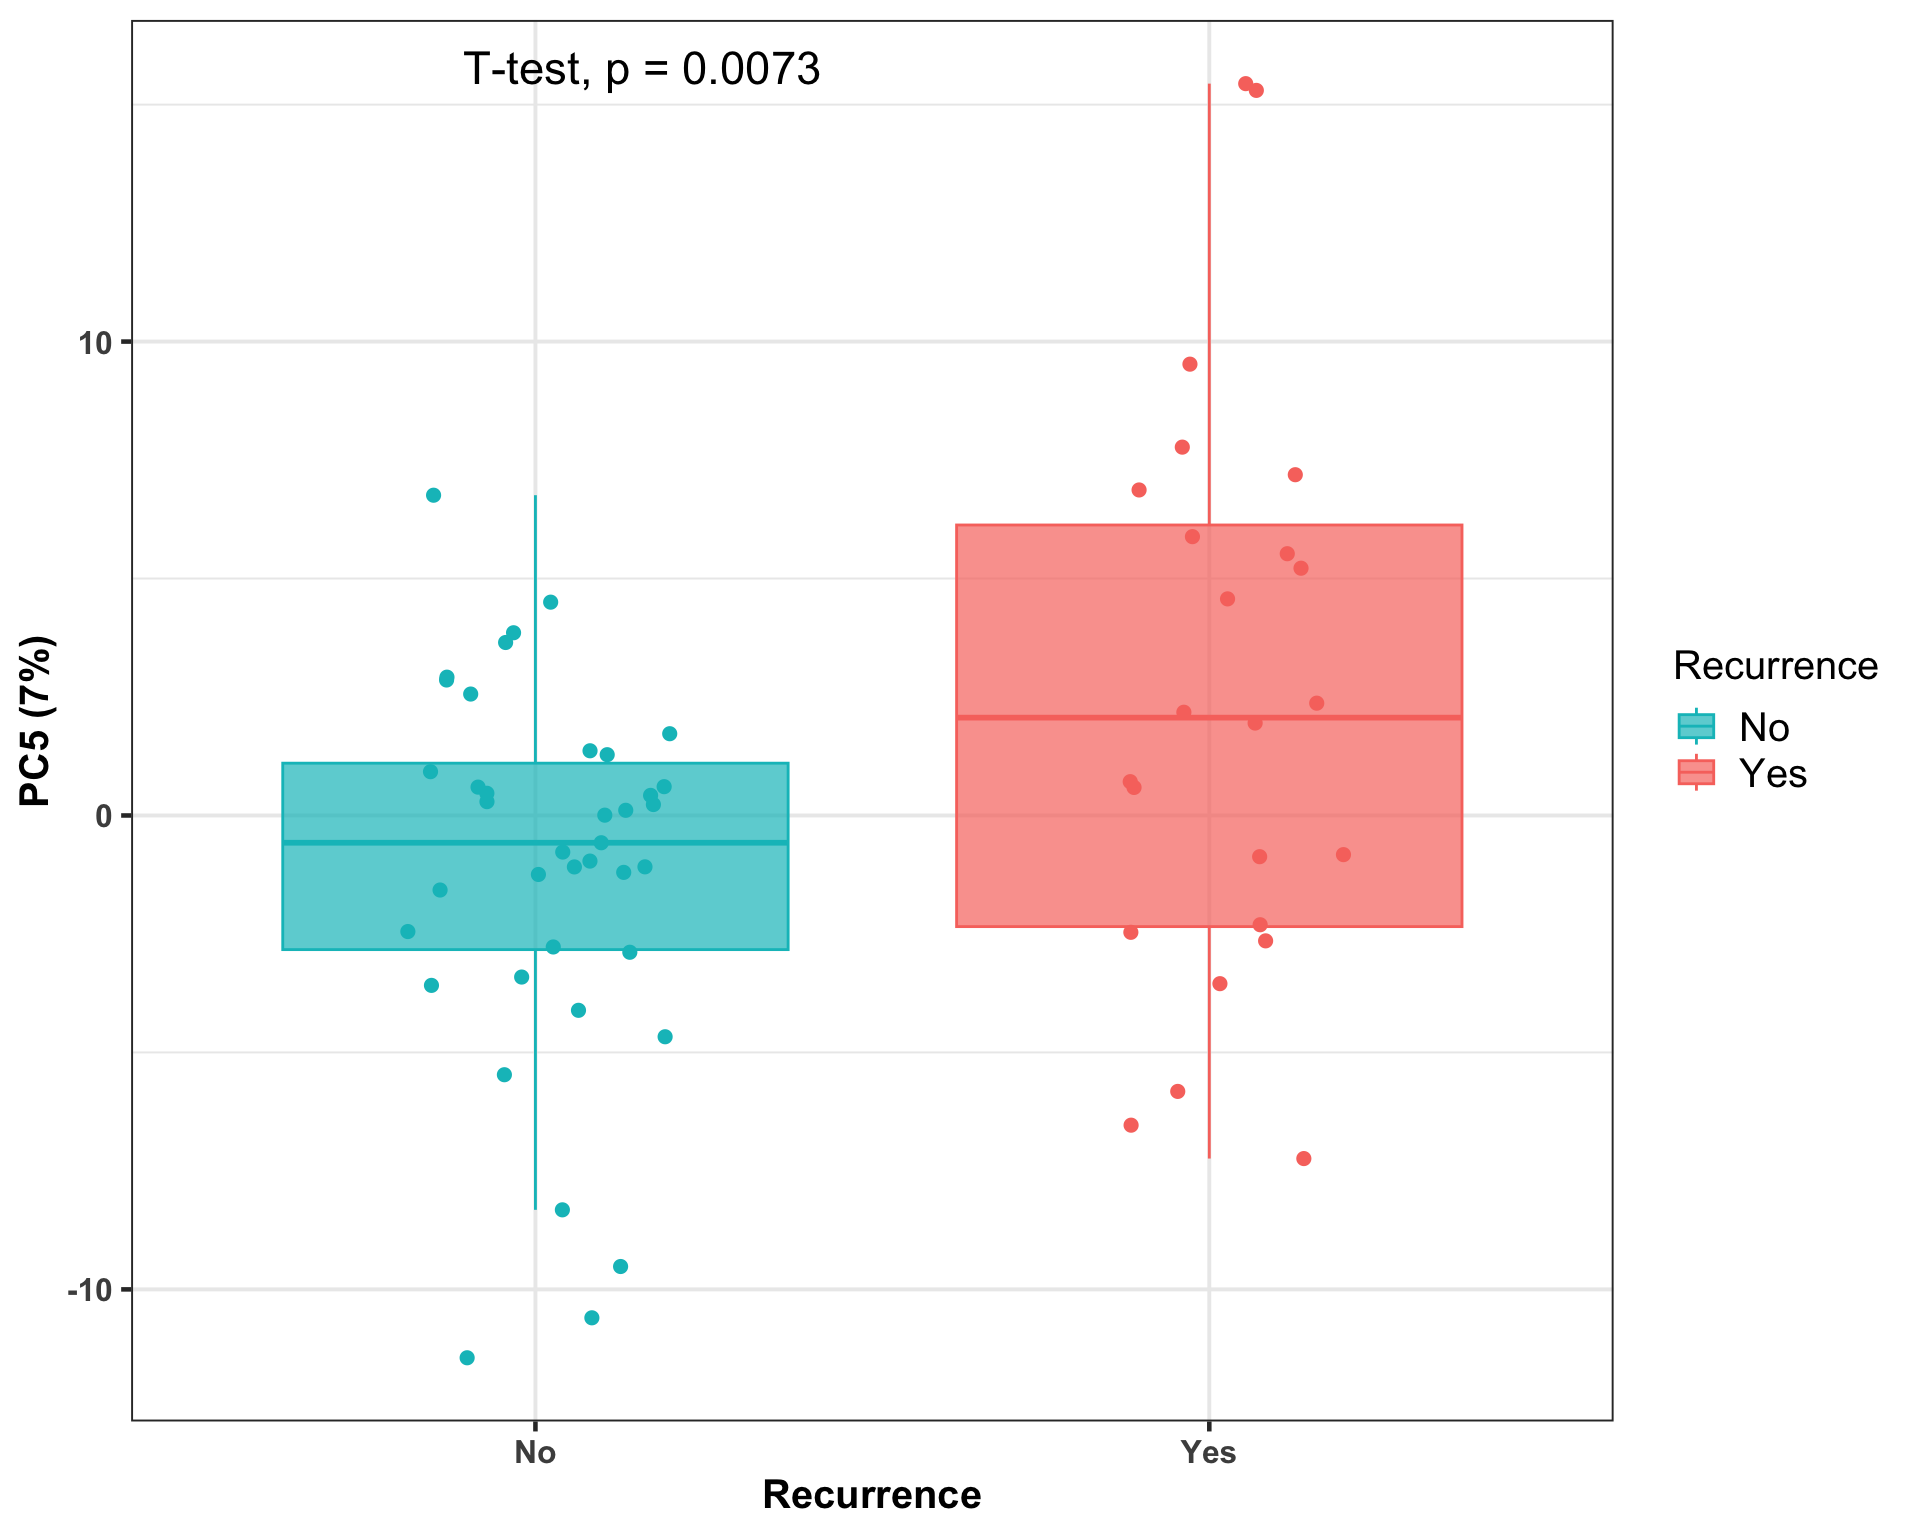 T-test, p = 0.0073
10
0
-10
PC5 (7%)
No
Yes
Recurrence
Recurrence
No
Yes